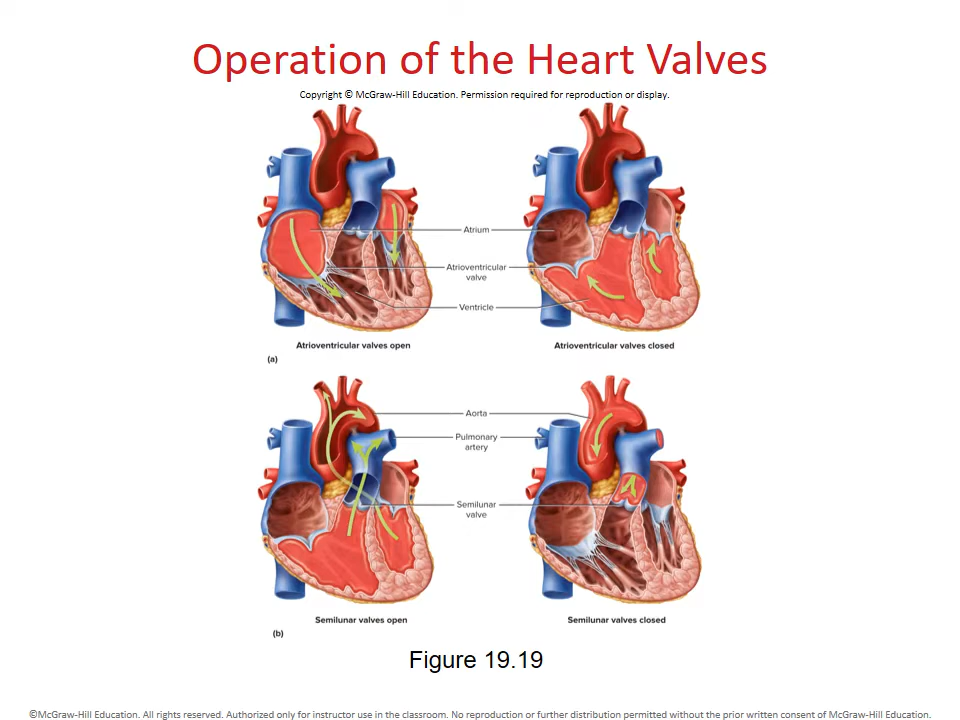 Operation of the Heart Valves
Copyright © McGraw-Hill Education. Permission required for reproduction or display.
Atrium
Atrioventricular
valve
Ventricle
Atrioventricular valves open
Atrioventricular valves closed
(a)
Aorta
Pulmonary
artery
Semilunar
valve
Semilunar valves open
Semilunar valves closed
(b)
Figure 19.19
©McGraw-Hill Education. All rights reserved. Authorized only for instructor use in the classroom. No reproduction or further distribution permitted without the prior written consent of McGraw-Hill Education.